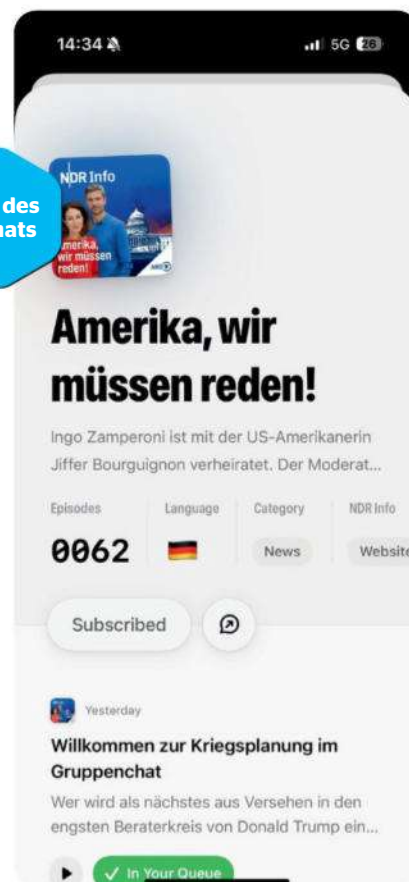 14:34
5G 26
des
nats
NDR Info
Amerika,
wir müssen
reden!
Amerika, wir
müssen reden!
Ingo Zamperoni ist mit der US-Amerikanerin
Jiffer Bourguignon verheiratet. Der Moderat...
Episodes Language Category NDR Info
0062 News Website
Subscribed
Yesterday
Willkommen zur Kriegsplanung im
Gruppenchat
Wer wird als nächstes aus Versehen in den
engsten Beraterkreis von Donald Trump ein...
In Your Queue